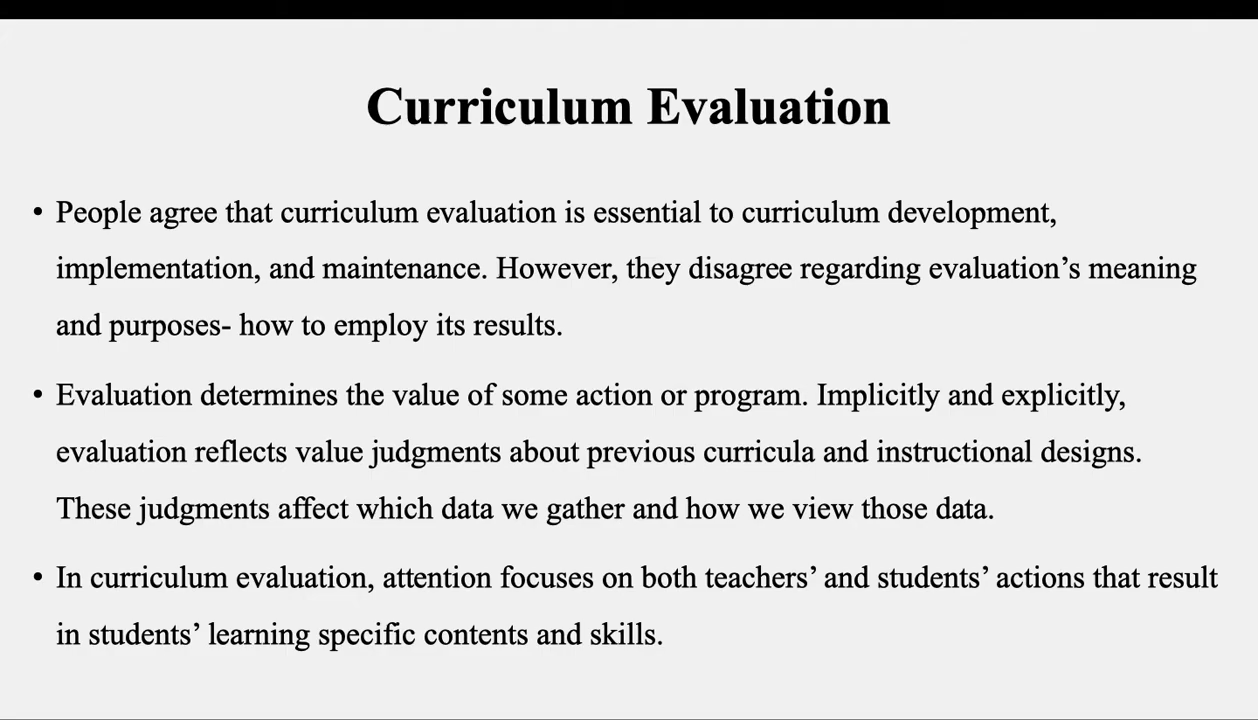 Curriculum Evaluation
• People agree that curriculum evaluation is essential to curriculum development,
implementation, and maintenance. However, they disagree regarding evaluation’s meaning
and purposes- how to employ its results.
• Evaluation determines the value of some action or program. Implicitly and explicitly,
evaluation reflects value judgments about previous curricula and instructional designs.
These judgments affect which data we gather and how we view those data.
• In curriculum evaluation, attention focuses on both teachers’ and students’ actions that result
in students’ learning specific contents and skills.